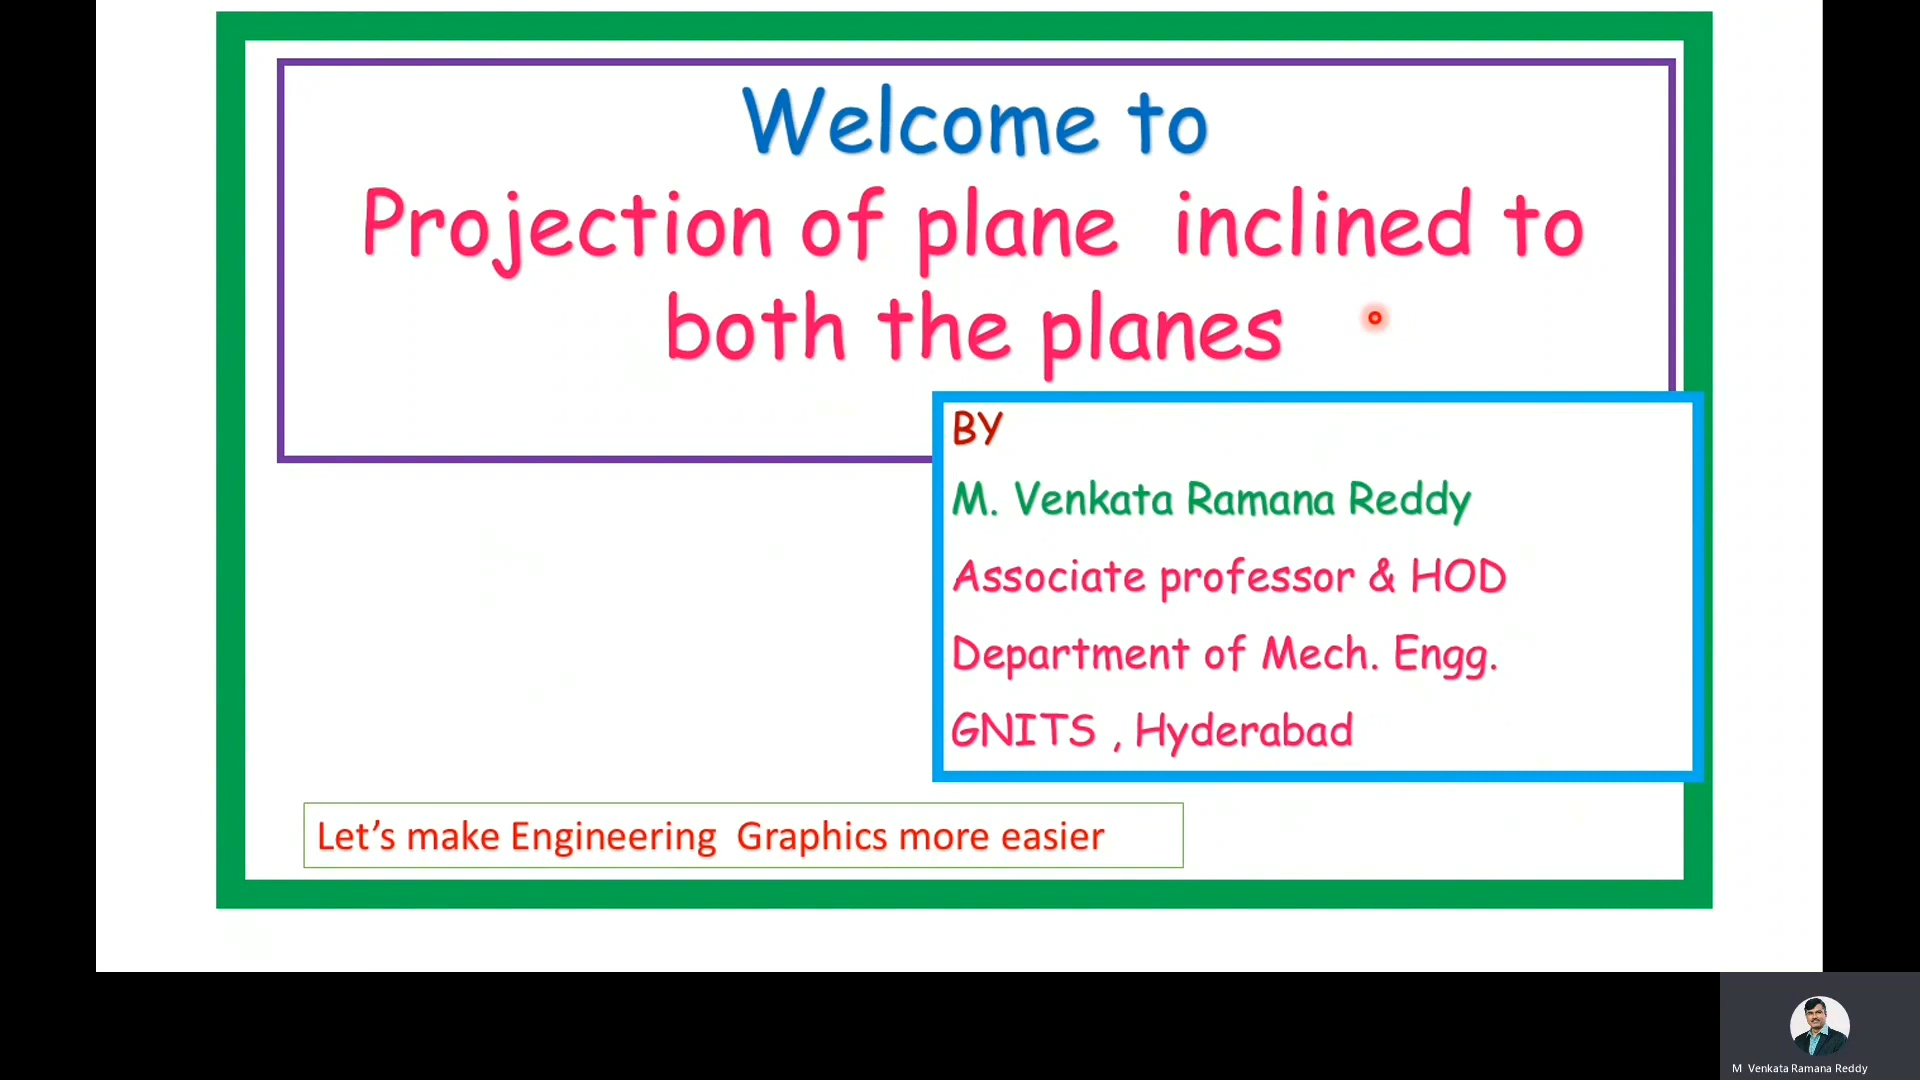 Welcome to
Projection of plane inclined to
both the planes
BY
M. Venkata Ramana Reddy
Associate professor & HOD
Department of Mech. Engg.
GNITS , Hyderabad
Let’s make Engineering Graphics more easier
M Venkata Ramana Reddy